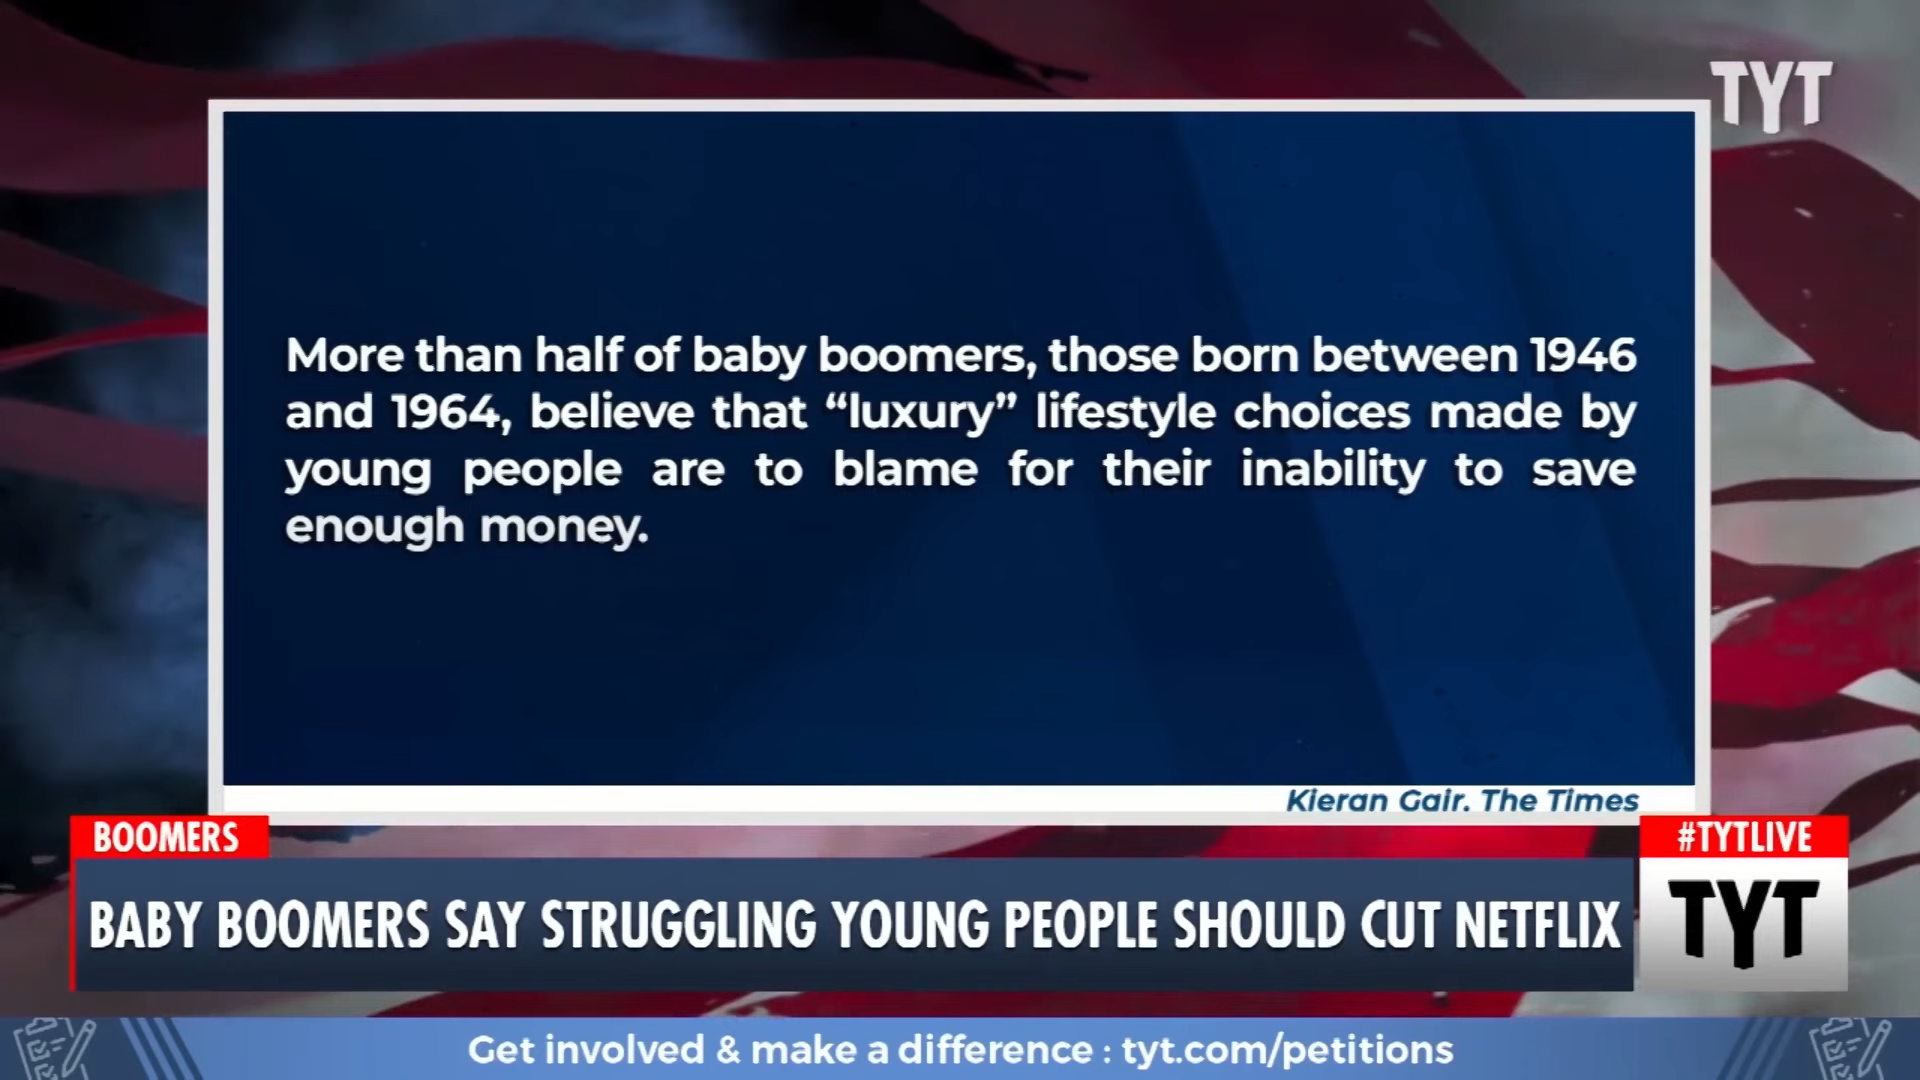 TYT
More than half of baby boomers, those born between 1946
and 1964, believe that “luxury” lifestyle choices made by
young people are to blame for their inability to save
enough money.
Kieran Gair. The Times
BOOMERS
#TYTLIVE
BABY BOOMERS SAY STRUGGLING YOUNG PEOPLE SHOULD CUT NETFLIX
TYT
Get involved & make a difference : tyt.com/petitions